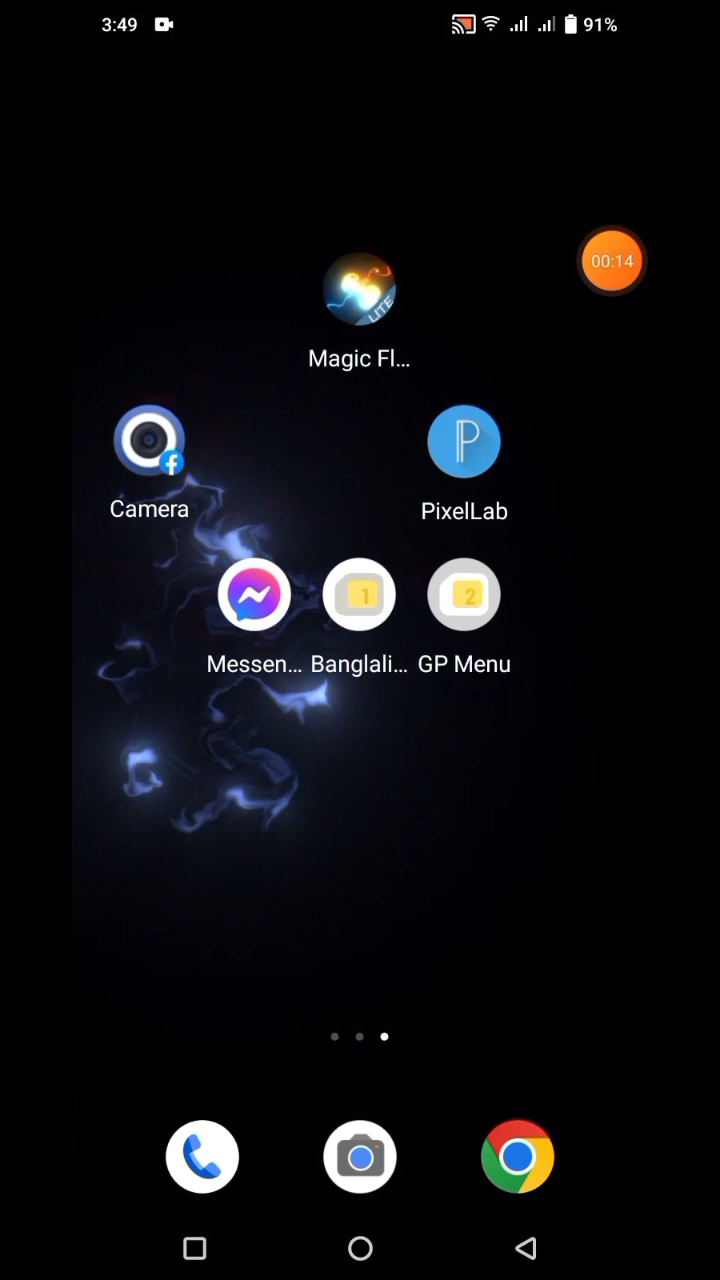 3:49
91%
00:14
LITE
Magic Fl...
P
Camera
PixelLab
1
2
Messen...
Banglali...
GP Menu